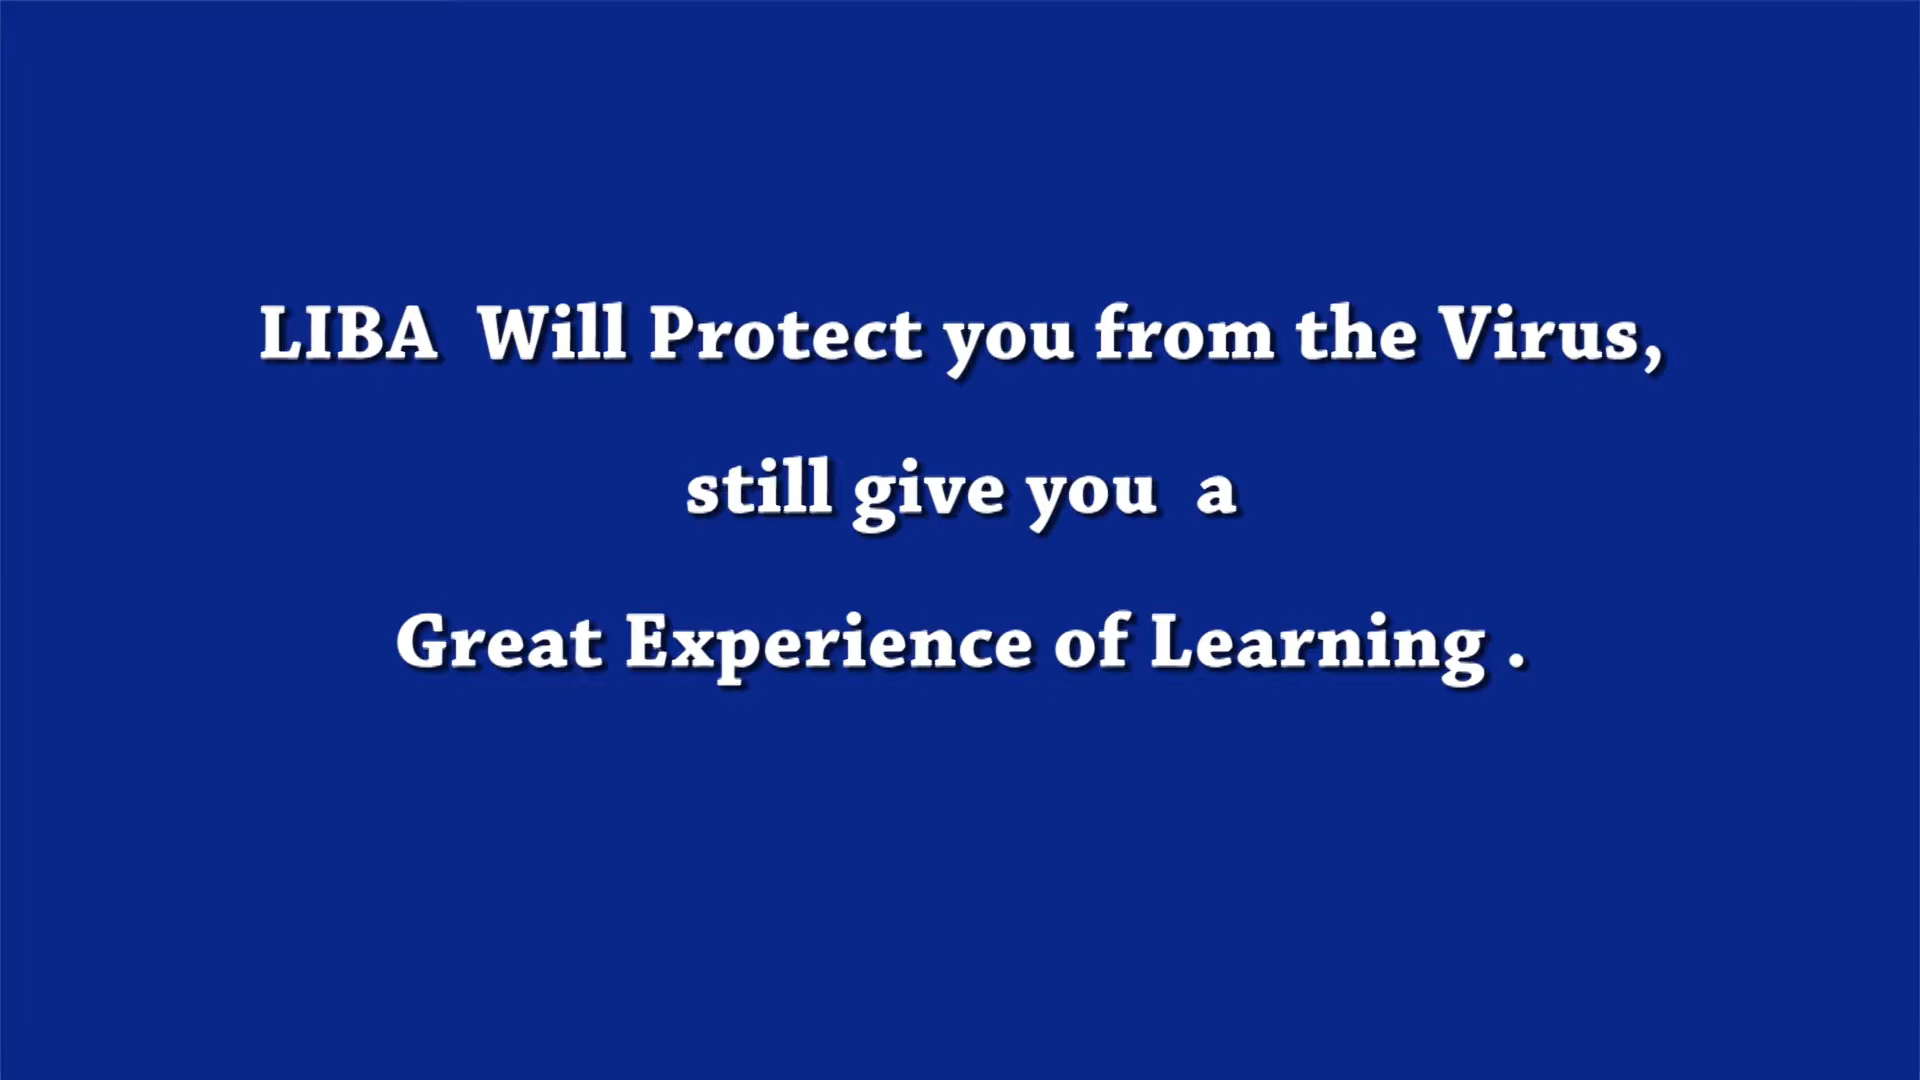 LIBA Will Protect you from the Virus,
still give you a
Great Experience of Learning .